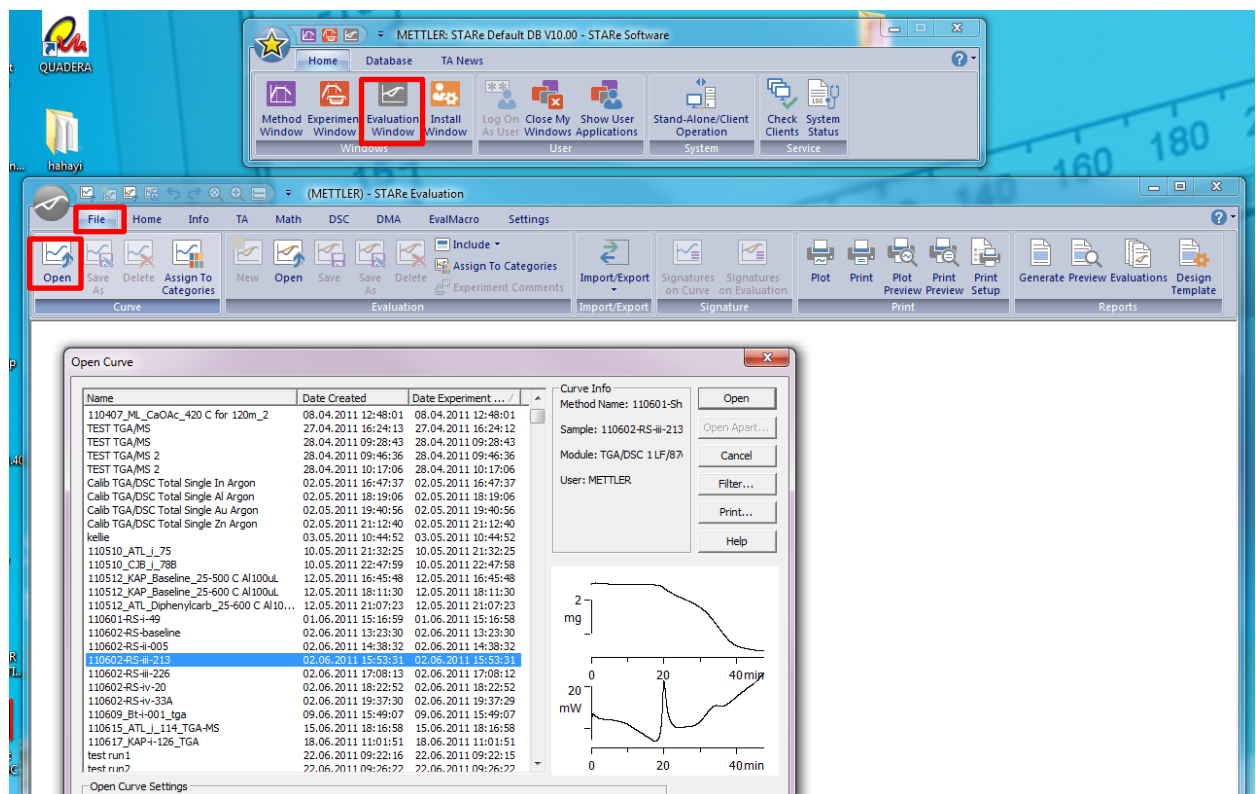 QUADERA
hahayi
METTLER: STARe Default DB V10.00 - STARe Software
Home Database TA News
Method Window
Experimen Window
Evaluation Window
Install Window
Log On As User
Close My Windows
Show User Applications
Stand-Alone/Client Operation
Check Clients
System Status
Windows User System Service
140 160 180
(METTLER) - STARe Evaluation
File Home Info TA Math DSC DMA EvalMacro Settings
Open
Save As
Delete
Assign To Categories
New
Open
Save
Save As
Delete
Include
Assign To Categories
Experiment Comments
Import/Export
Signatures on Curve
Signatures on Evaluation
Plot
Print
Plot Preview
Print Preview
Print Setup
Generate
Preview
Evaluations
Design Template
Curve Evaluation Import/Export Signature Print Reports
Open Curve
Name Date Created Date Experiment ... /
110407_ML_CaOAc_420 C for 120m_2 08.04.2011 12:48:01 08.04.2011 12:48:01
TEST TGA/MS 27.04.2011 16:24:13 27.04.2011 16:24:12
TEST TGA/MS 28.04.2011 09:28:43 28.04.2011 09:28:43
TEST TGA/MS 2 28.04.2011 09:46:36 28.04.2011 09:46:36
TEST TGA/MS 2 28.04.2011 10:17:06 28.04.2011 10:17:06
Calib TGA/DSC Total Single In Argon 02.05.2011 16:47:37 02.05.2011 16:47:37
Calib TGA/DSC Total Single Al Argon 02.05.2011 18:19:06 02.05.2011 18:19:06
Calib TGA/DSC Total Single Au Argon 02.05.2011 19:40:56 02.05.2011 19:40:56
Calib TGA/DSC Total Single Zn Argon 02.05.2011 21:12:40 02.05.2011 21:12:40
kellie 03.05.2011 10:44:52 03.05.2011 10:44:52
110510_ATL_i_75 10.05.2011 21:32:25 10.05.2011 21:32:25
110510_CJB_i_78B 10.05.2011 22:47:59 10.05.2011 22:47:58
110512_KAP_Baseline_25-500 C Al100uL 12.05.2011 16:45:48 12.05.2011 16:45:48
110512_KAP_Baseline_25-600 C Al100uL 12.05.2011 18:11:30 12.05.2011 18:11:30
110512_ATL_Diphenylcarb_25-600 C Al10... 12.05.2011 21:07:23 12.05.2011 21:07:23
110601-RS-i-49 01.06.2011 15:16:59 01.06.2011 15:16:58
110602-RS-baseline 02.06.2011 13:23:30 02.06.2011 13:23:30
110602-RS-ii-005 02.06.2011 14:38:32 02.06.2011 14:38:32
110602-RS-iii-213 02.06.2011 15:53:31 02.06.2011 15:53:31
110602-RS-iii-226 02.06.2011 17:08:13 02.06.2011 17:08:12
110602-RS-iv-20 02.06.2011 18:22:52 02.06.2011 18:22:52
110602-RS-iv-33A 02.06.2011 19:37:30 02.06.2011 19:37:29
110609_Bt-i-001_tga 09.06.2011 15:49:07 09.06.2011 15:49:07
110615_ATL_j_114_TGA-MS 15.06.2011 18:16:58 15.06.2011 18:16:58
110617_KAP-i-126_TGA 18.06.2011 11:01:51 18.06.2011 11:01:51
test run1 22.06.2011 09:22:16 22.06.2011 09:22:15
test run2 22.06.2011 09:26:22 22.06.2011 09:26:22
Curve Info
Method Name: 110601-Sh
Sample: 110602-RS-iii-213
Module: TGA/DSC 1 LF/87
User: METTLER
Open
Open Apart...
Cancel
Filter...
Print...
Help
2
mg
0 20 40 min
20
mW
0 20 40 min
Open Curve Settings